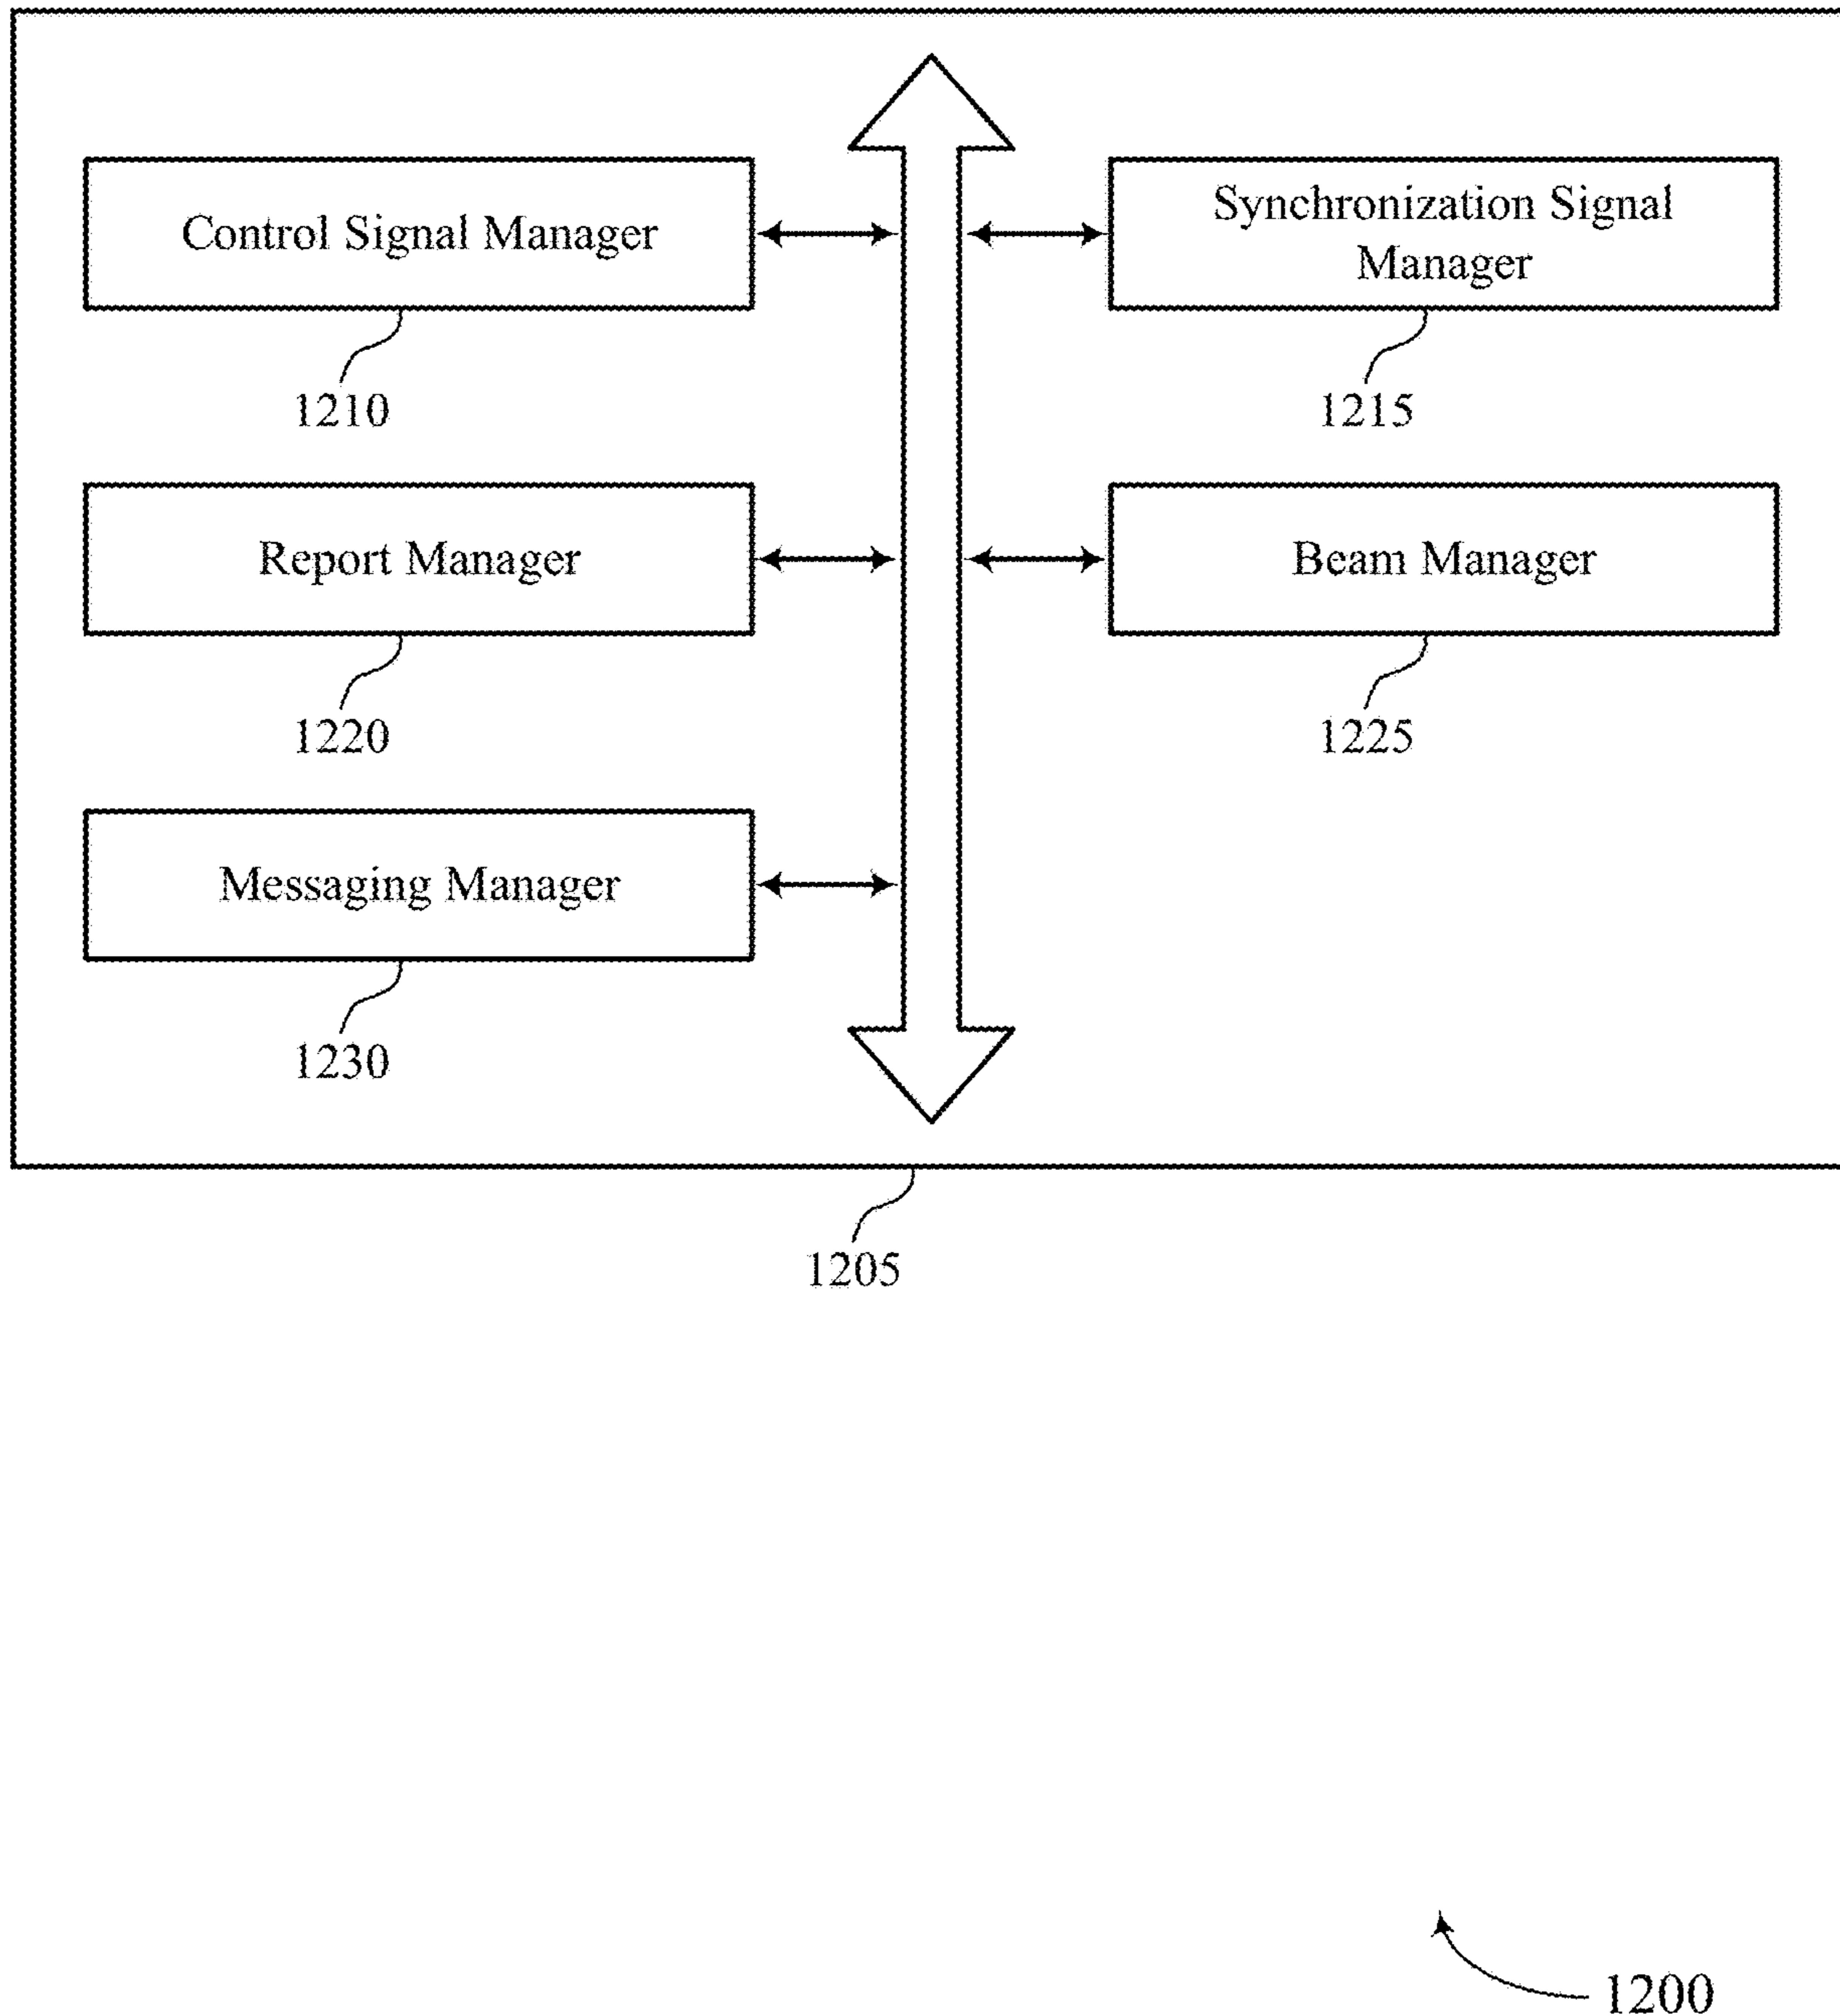 Control Signal Manager
1210
Synchronization Signal
Manager
1215
Report Manager
1220
Beam Manager
1225
Messaging Manager
1230
1205
1200